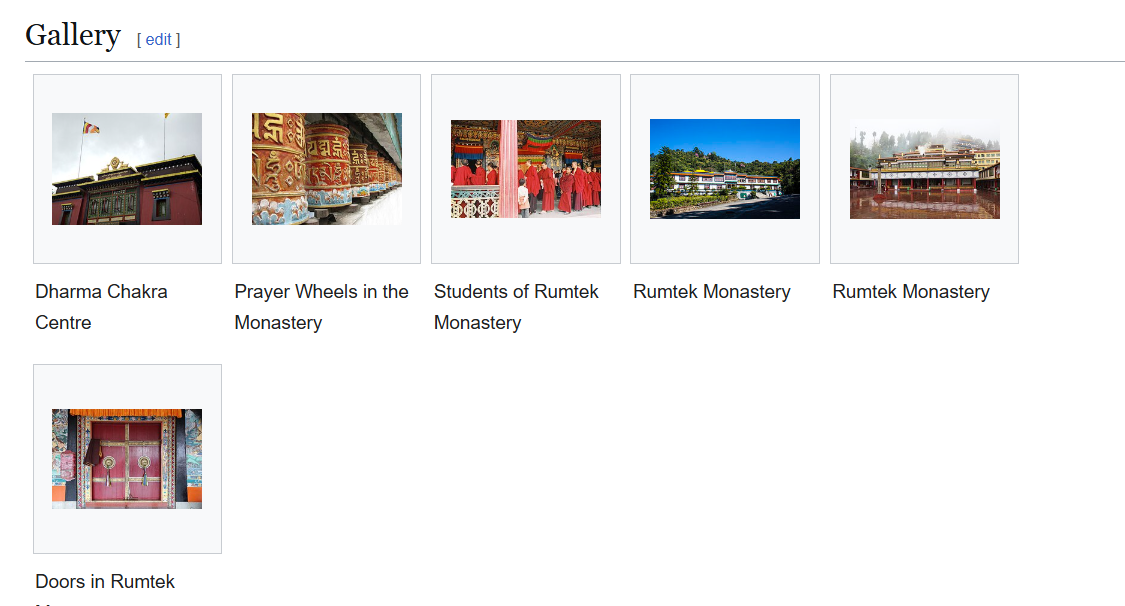 Gallery [ edit ]
Dharma Chakra
Centre
Prayer Wheels in the
Monastery
Students of Rumtek
Monastery
Rumtek Monastery
Rumtek Monastery
Doors in Rumtek